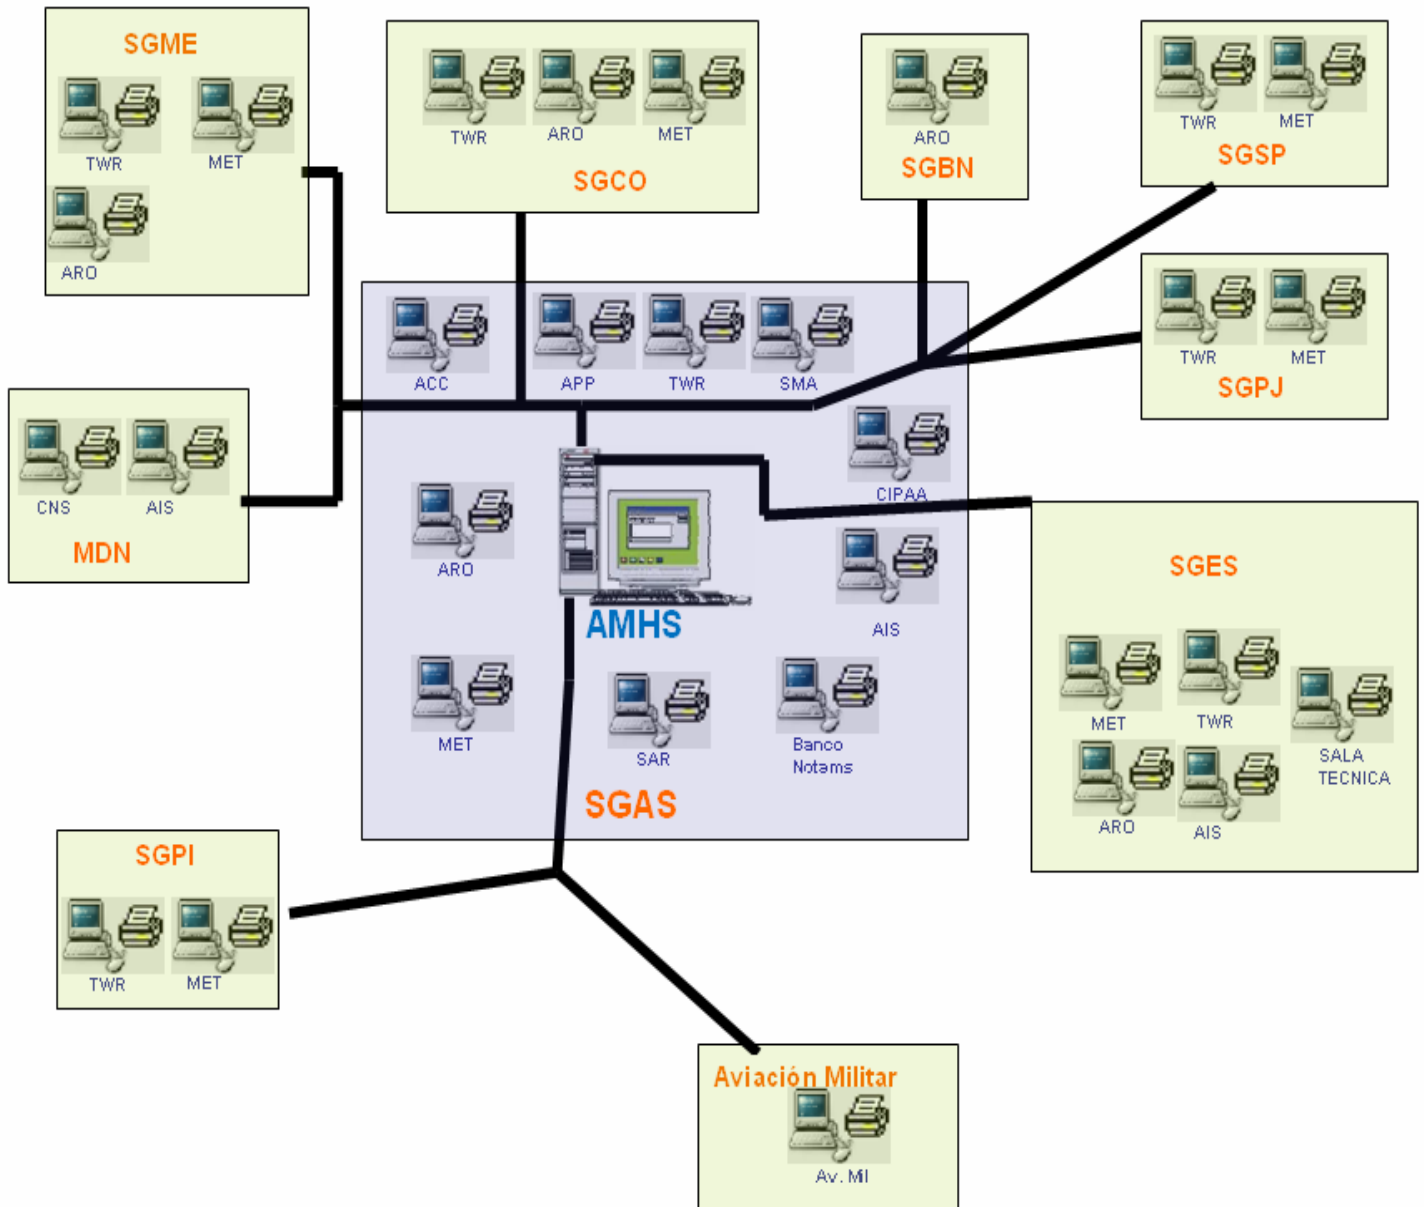 SGME
TWR
MET
ARO
TWR
ARO
MET
SGCO
ARO
SGBN
TWR
MET
SGSP
TWR
MET
SGPJ
CNS
AIS
MDN
ACC
APP
TWR
SMA
CIPAA
ARO
AMHS
AIS
MET
SAR
Banco
Notams
SGAS
SGES
MET
TWR
SALA
TECNICA
ARO
AIS
SGPI
TWR
MET
Aviación Militar
Av. Mil